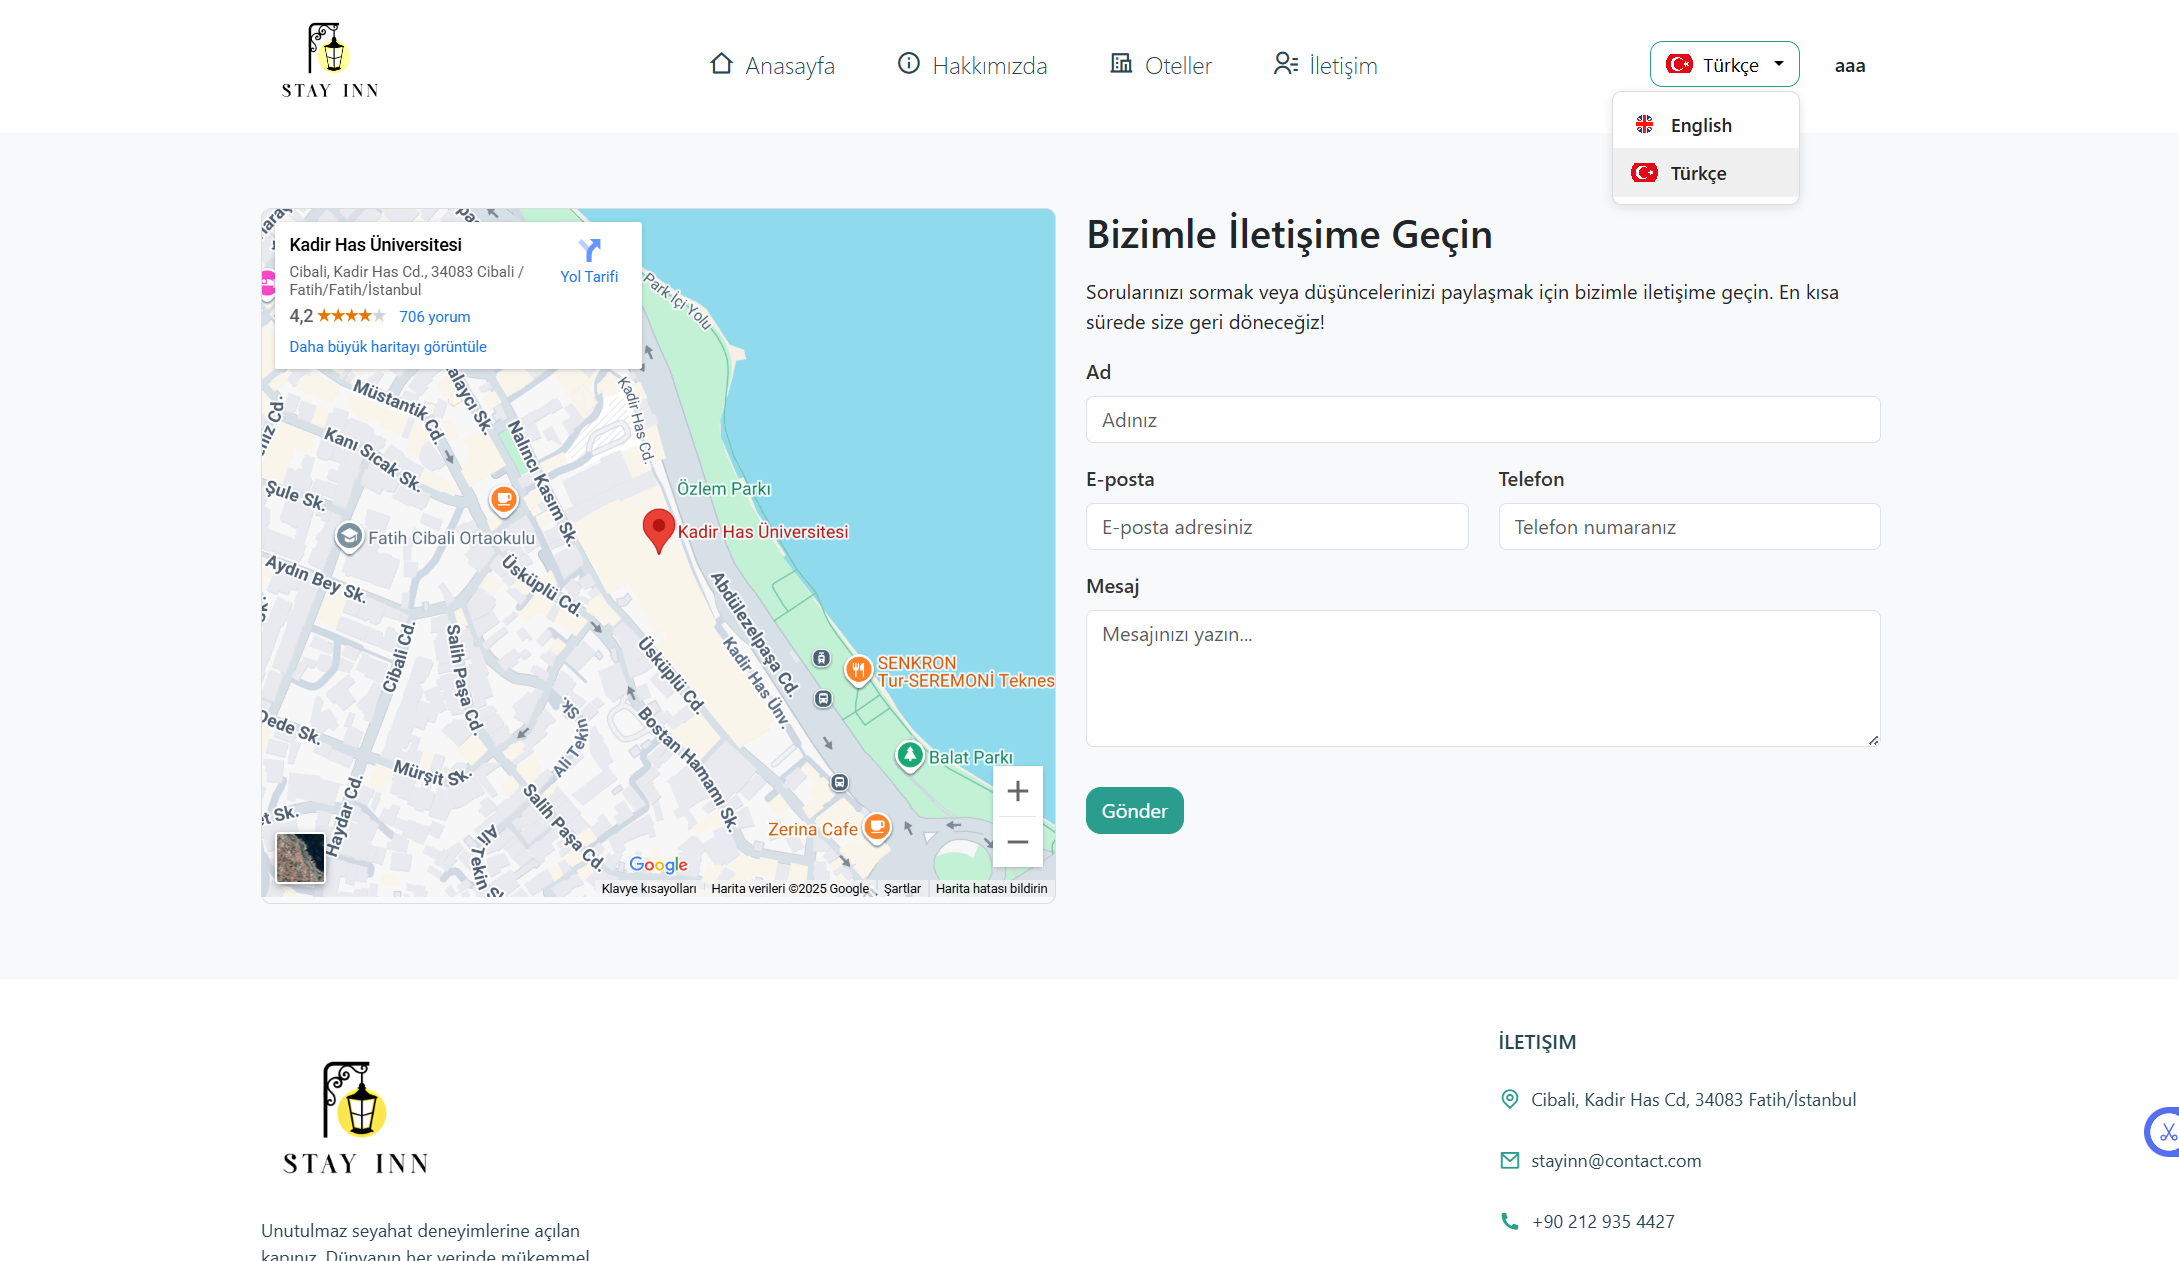 STAY INN
Anasayfa
Hakkımızda
Oteller
İletişim
Türkçe
aaa
English
Türkçe
Kadir Has Üniversitesi
Cibali, Kadir Has Cd., 34083 Cibali /
Fatih/Fatih/İstanbul
4,2
706 yorum
Daha büyük haritayı görüntüle
Yol Tarifi
Park İçi Yolu
Müstantik Cd.
Nalıncı Kasım Sk.
Kadir Has Cd.
Kanı Sıcak Sk.
Şule Sk.
Özlem Parkı
Kadir Has Üniversitesi
Fatih Cibali Ortaokulu
Aydın Bey Sk.
Üsküplü Cd.
Abdülezelpaşa Cd.
Cibali Cd.
Salih Paşa Cd.
Üsküplü Cd.
Kadir Has Ünv.
SENKRON
Tur-SEREMONİ Teknes
Dede Sk.
Ali Tekin Sk.
Bostan Hamamı Sk.
Balat Parkı
Mürşit Sk.
Haydar Cd.
Salih Paşa Cd.
Ali Tekin S
Zerina Cafe
Google
Klavye kısayolları
Harita verileri ©2025 Google
Şartlar
Harita hatası bildirin
Bizimle İletişime Geçin
Sorularınızı sormak veya düşüncelerinizi paylaşmak için bizimle iletişime geçin. En kısa
sürede size geri döneceğiz!
Ad
Adınız
E-posta
Telefon
E-posta adresiniz
Telefon numaranız
Mesaj
Mesajınızı yazın...
Gönder
STAY INN
Unutulmaz seyahat deneyimlerine açılan
kapınız. Dünyanın her yerinde mükemmel
İLETIŞIM
Cibali, Kadir Has Cd, 34083 Fatih/İstanbul
stayinn@contact.com
+90 212 935 4427